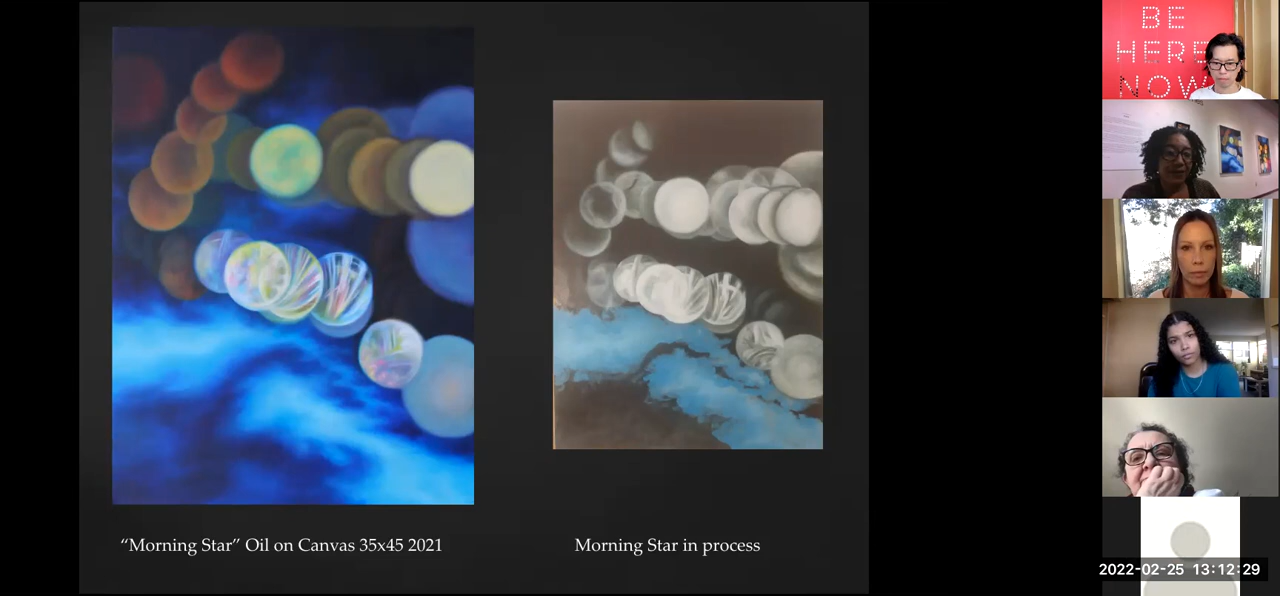 “Morning Star” Oil on Canvas 35x45 2021
Morning Star in process
BE
HERE
NOW
2022-02-25 13:12:29